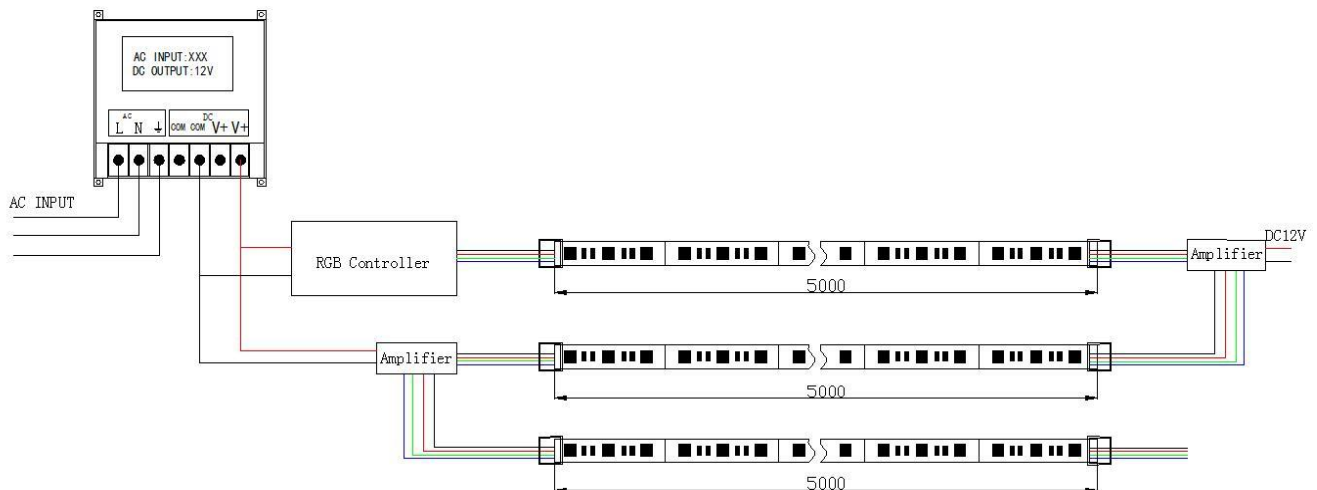 AC INPUT:XXX
DC OUTPUT:12V
AC DC
L N ⏚ COM COM V+ V+
AC INPUT
RGB Controller
DC12V
Amplifier
5000
Amplifier
5000
5000